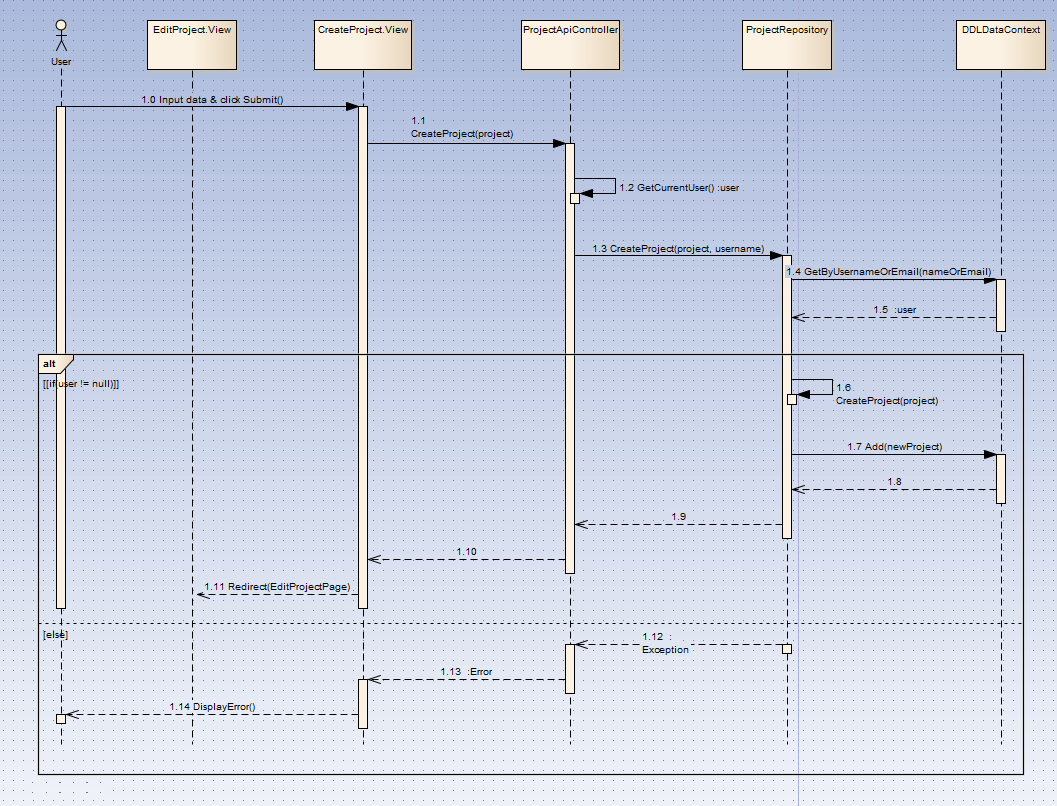 EditProject.View
CreateProject.View
ProjectApiController
ProjectRepository
DDLDataContext
User
1.0 Input data & click Submit()
1.1
CreateProject(project)
1.2 GetCurrentUser() :user
1.3 CreateProject(project, username)
1.4 GetByUsernameOrEmail(nameOrEmail)
1.5 :user
alt
[[if(user != null)]]
1.6
CreateProject(project)
1.7 Add(newProject)
1.8
1.9
1.10
1.11 Redirect(EditProjectPage)
[else]
1.12 :
Exception
1.13 :Error
1.14 DisplayError()